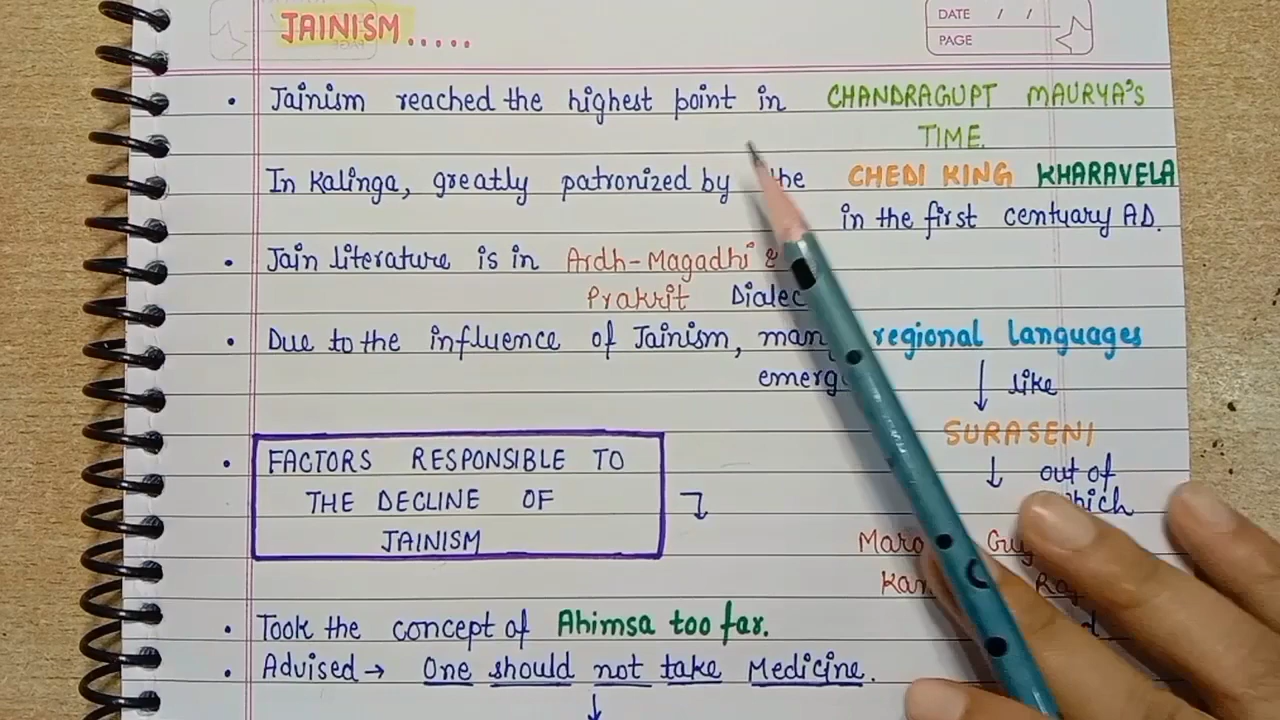 JAINISM.....
DATE / /
PAGE
• Jainism reached the highest point in CHANDRAGUPT MAURYA's
TIME.
In Kalinga, greatly patronized by the CHEDI KING KHARAVELA
in the first centuary AD.
• Jain literature is in Ardh-Magadhi &
Prakrit
• Due to the influence of Jainism, regional languages
↓ like
SURASENI
↓ out of
• FACTORS RESPONSIBLE TO
THE DECLINE OF
JAINISM
• Took the concept of Ahimsa too far.
• Advised → One should not take Medicine.
↓